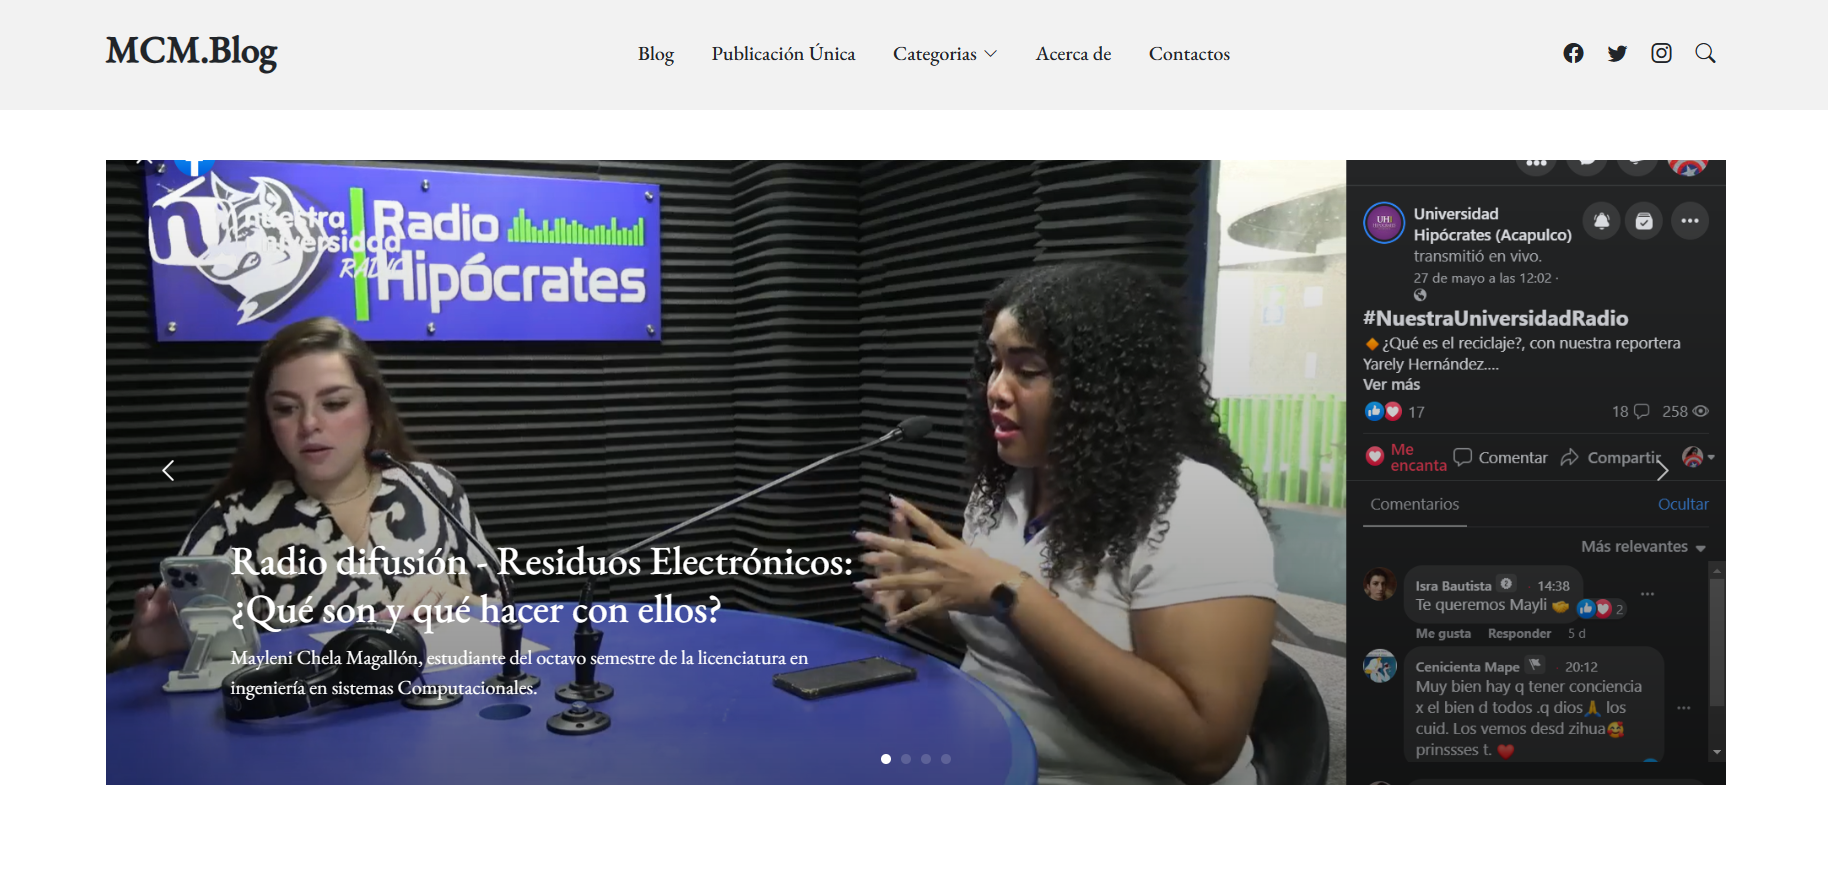 MCM.Blog
Blog
Publicación Única
Categorias
Acerca de
Contactos
nuestra
universidad
RADIO
Radio
Hipócrates
UHI
Universidad
Hipócrates (Acapulco)
transmitió en vivo.
27 de mayo a las 12:02 ·
#NuestraUniversidadRadio
¿Qué es el reciclaje?, con nuestra reportera
Yarely Hernández....
Ver más
17
18
258
Me
encanta
Comentar
Compartir
Comentarios
Ocultar
Más relevantes
Isra Bautista · 14:38
Te queremos Mayli 🤝
2
Me gusta Responder 5 d
Cenicienta Mape · 20:12
Muy bien hay q tener conciencia
x el bien d todos .q dios🙏 los
cuid. Los vemos desd zihua🥰
prinssses t. ❤️
Radio difusión - Residuos Electrónicos:
¿Qué son y qué hacer con ellos?
Mayleni Chela Magallón, estudiante del octavo semestre de la licenciatura en
ingeniería en sistemas Computacionales.